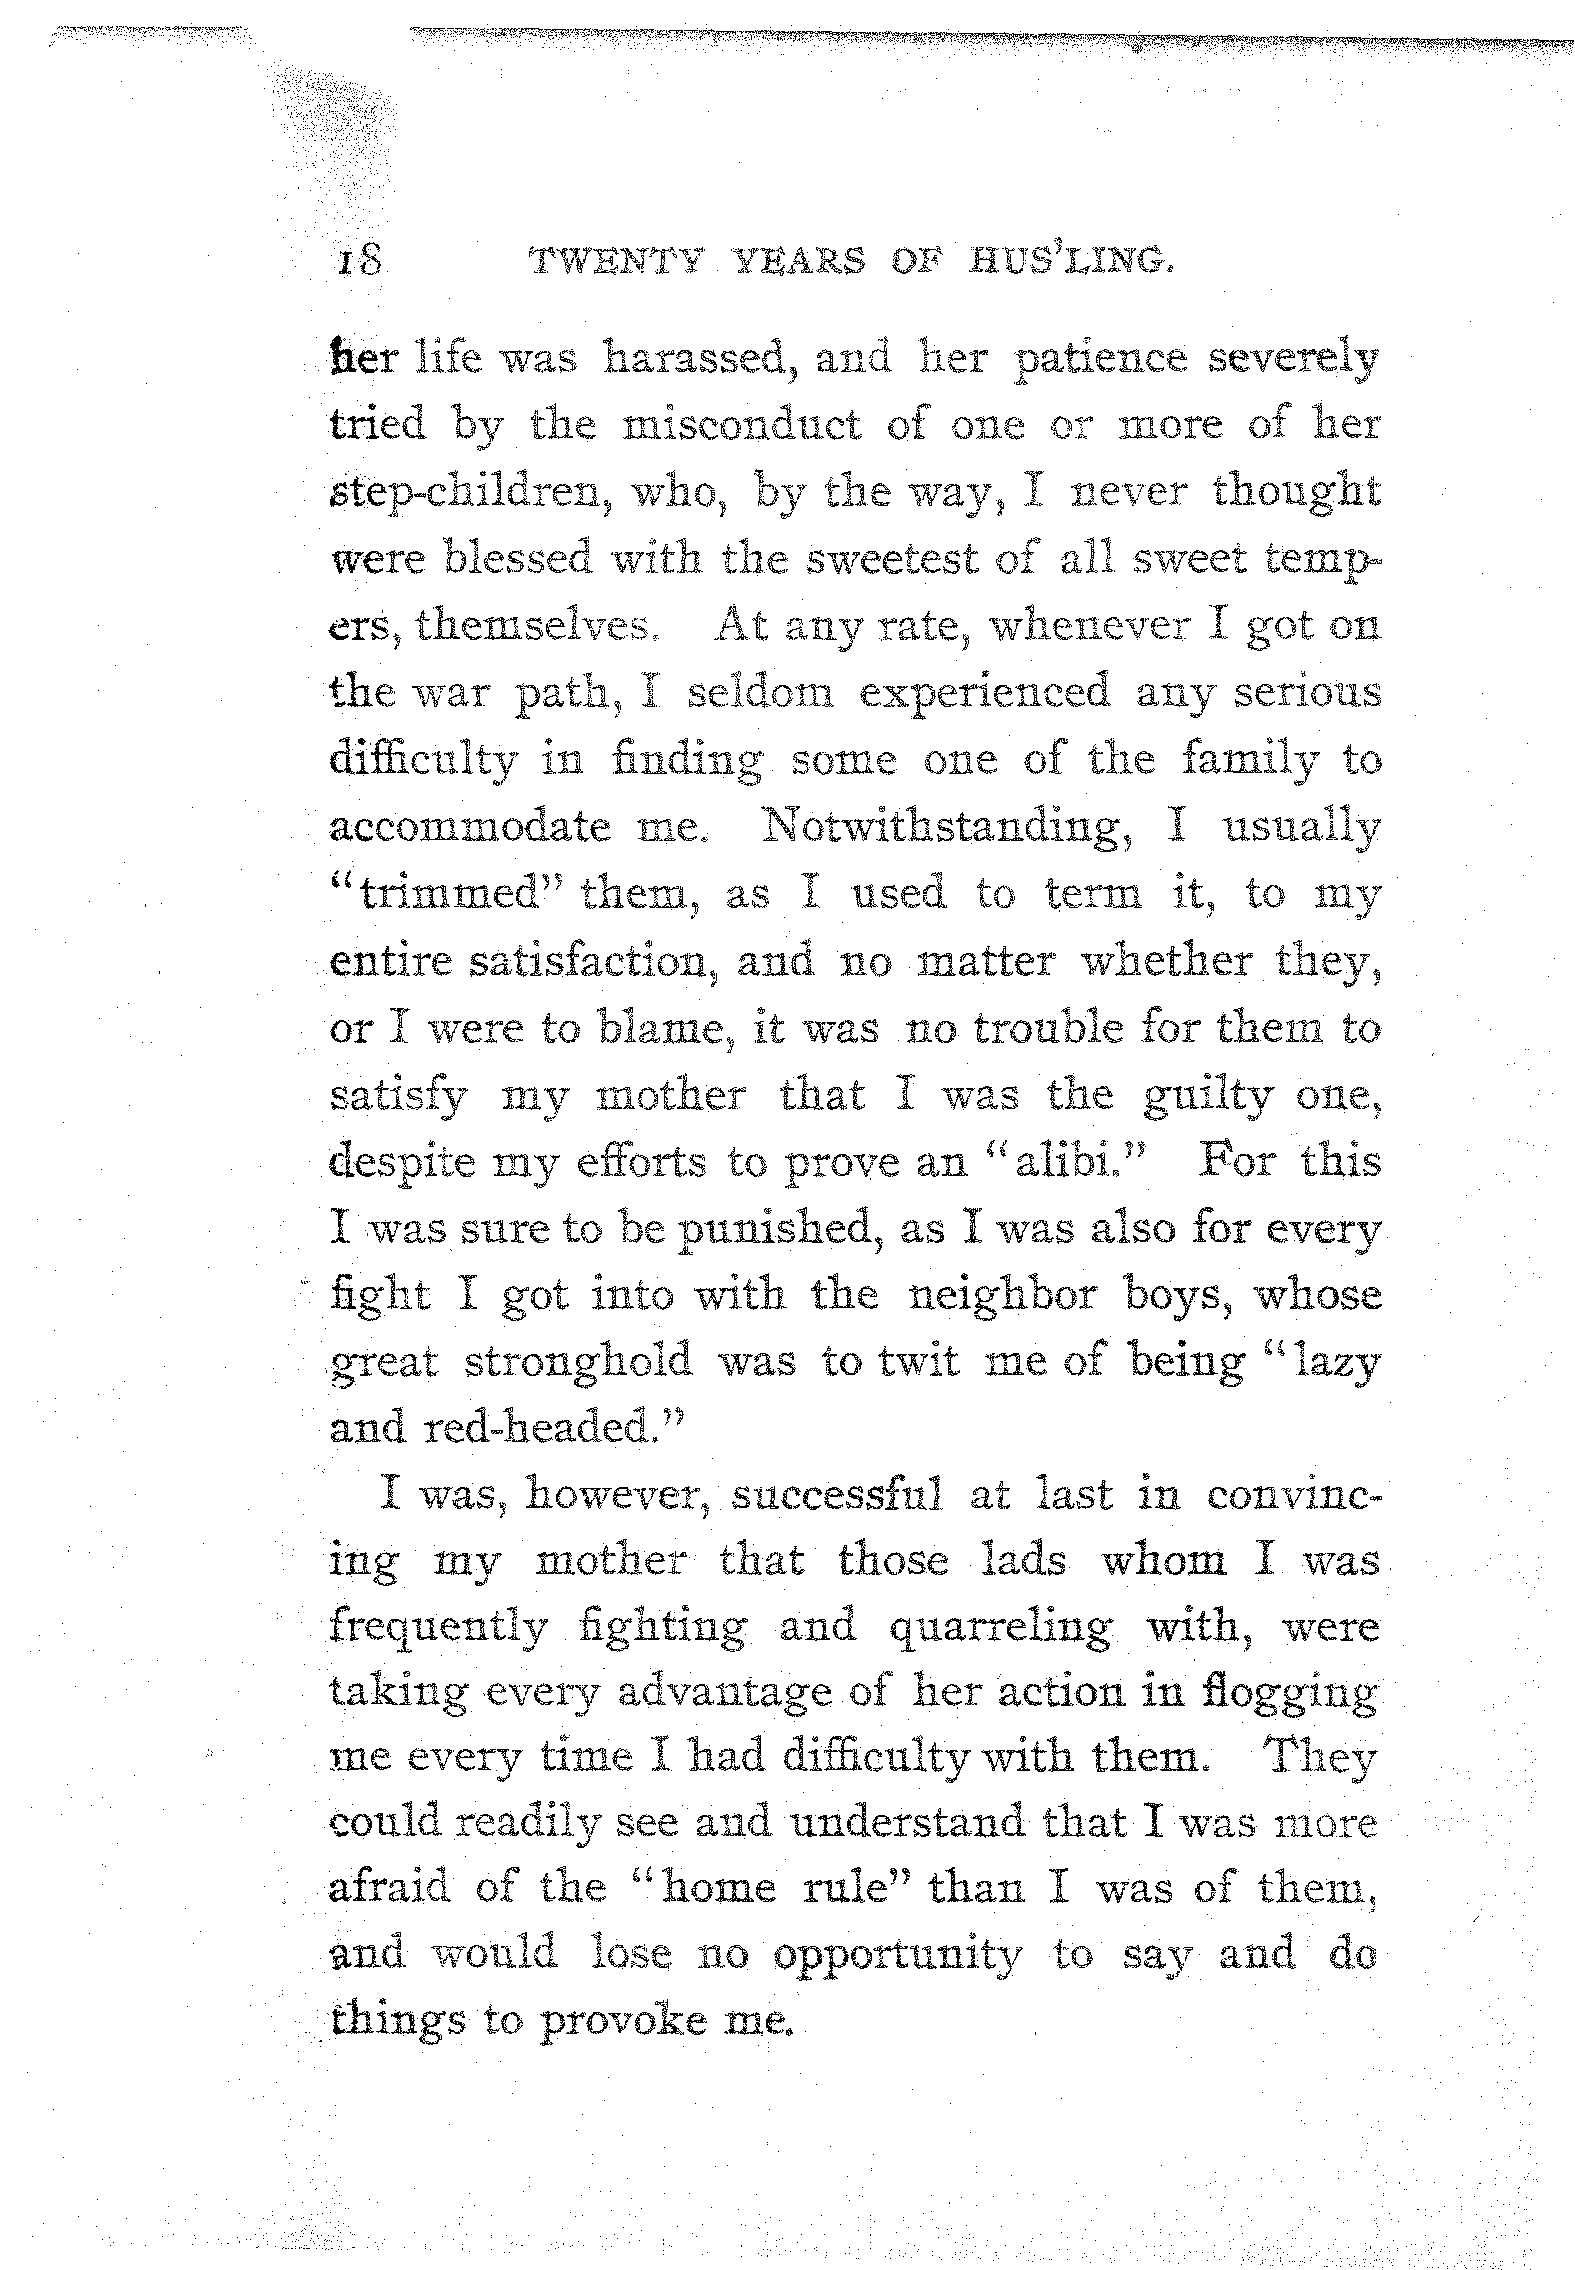 18 TWENTY YEARS OF HUS'LING.
her life was harassed, and her patience severely
tried by the misconduct of one or more of her
step-children, who, by the way, I never thought
were blessed with the sweetest of all sweet temp-
ers, themselves. At any rate, whenever I got on
the war path, I seldom experienced any serious
difficulty in finding some one of the family to
accommodate me. Notwithstanding, I usually
“trimmed” them, as I used to term it, to my
entire satisfaction, and no matter whether they,
or I were to blame, it was no trouble for them to
satisfy my mother that I was the guilty one,
despite my efforts to prove an “alibi.” For this
I was sure to be punished, as I was also for every
fight I got into with the neighbor boys, whose
great stronghold was to twit me of being “lazy
and red-headed.”
I was, however, successful at last in convinc-
ing my mother that those lads whom I was
frequently fighting and quarreling with, were
taking every advantage of her action in flogging
me every time I had difficulty with them. They
could readily see and understand that I was more
afraid of the “home rule” than I was of them,
and would lose no opportunity to say and do
things to provoke me.